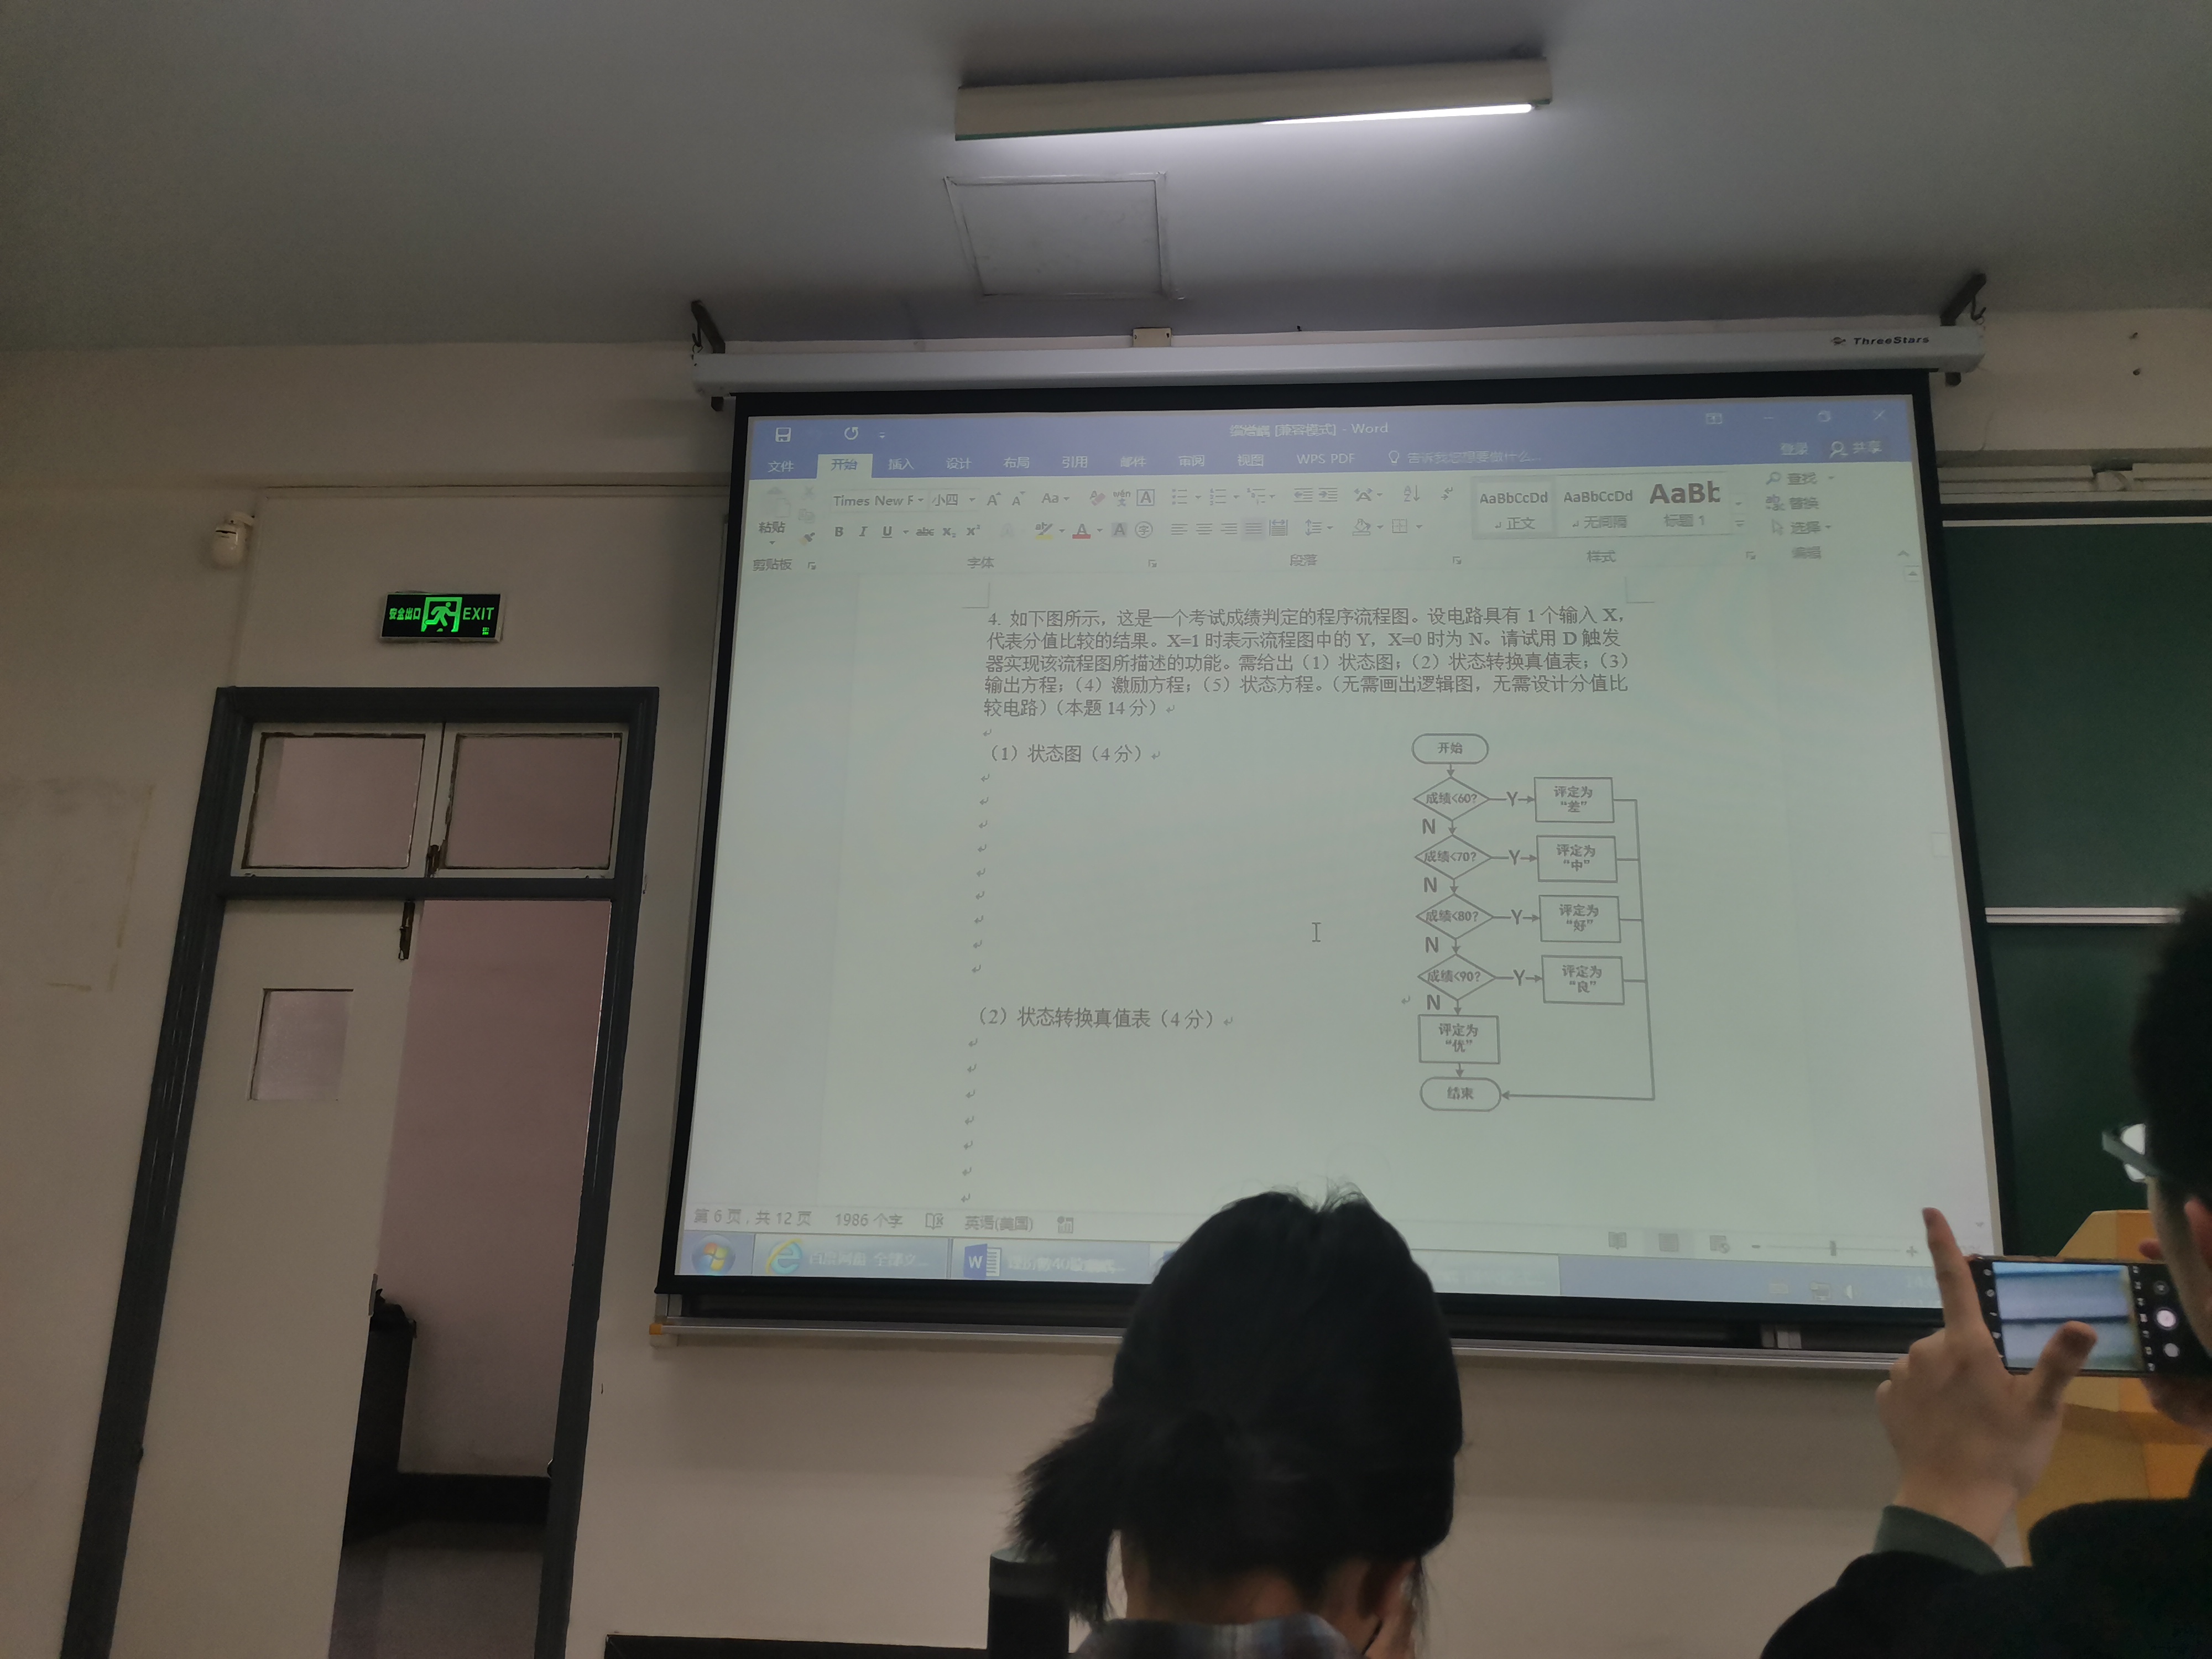 ThreeStars
[兼容模式] - Word
登录 共享
文件 开始 插入 设计 布局 引用 邮件 审阅 视图 WPS PDF 告诉我您想要做什么...
Times New F 小四 Aa
粘贴
B I U abc X₂ X²
AaBbCcDd AaBbCcDd AaBb
正文 无间隔 标题 1
查找
替换
选择
剪贴板 字体 段落 样式 编辑
安全出口 EXIT
4. 如下图所示，这是一个考试成绩判定的程序流程图。设电路具有 1 个输入 X，
代表分值比较的结果。X=1 时表示流程图中的 Y，X=0 时为 N。请试用 D 触发
器实现该流程图所描述的功能。需给出（1）状态图；（2）状态转换真值表；（3）
输出方程；（4）激励方程；（5）状态方程。（无需画出逻辑图，无需设计分值比
较电路）（本题 14 分）
（1）状态图（4 分）
开始
成绩<60? Y 评定为
“差”
N
成绩<70? Y 评定为
“中”
N
成绩<80? Y 评定为
“好”
N
成绩<90? Y 评定为
“良”
N
评定为
“优”
结束
（2）状态转换真值表（4 分）
第 6 页，共 12 页 1986 个字 英语(美国)